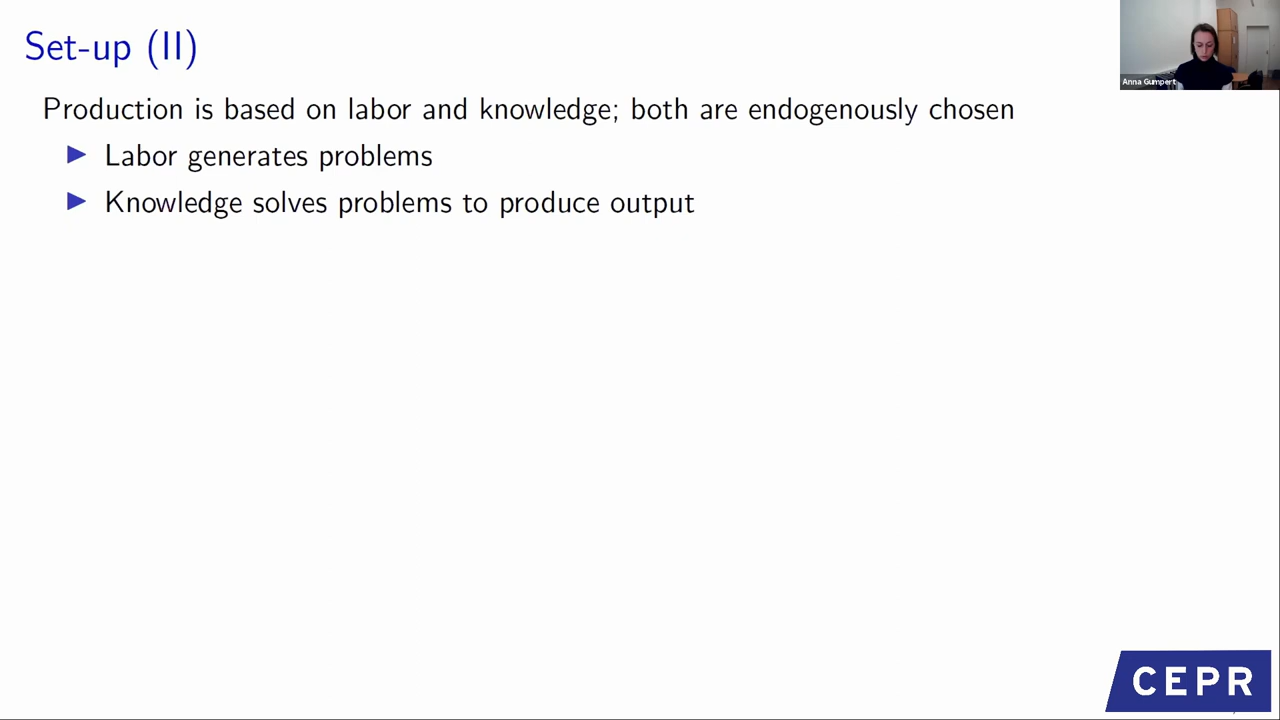 Set-up (II)
Anna Gumpert
Production is based on labor and knowledge; both are endogenously chosen
Labor generates problems
Knowledge solves problems to produce output
CEPR